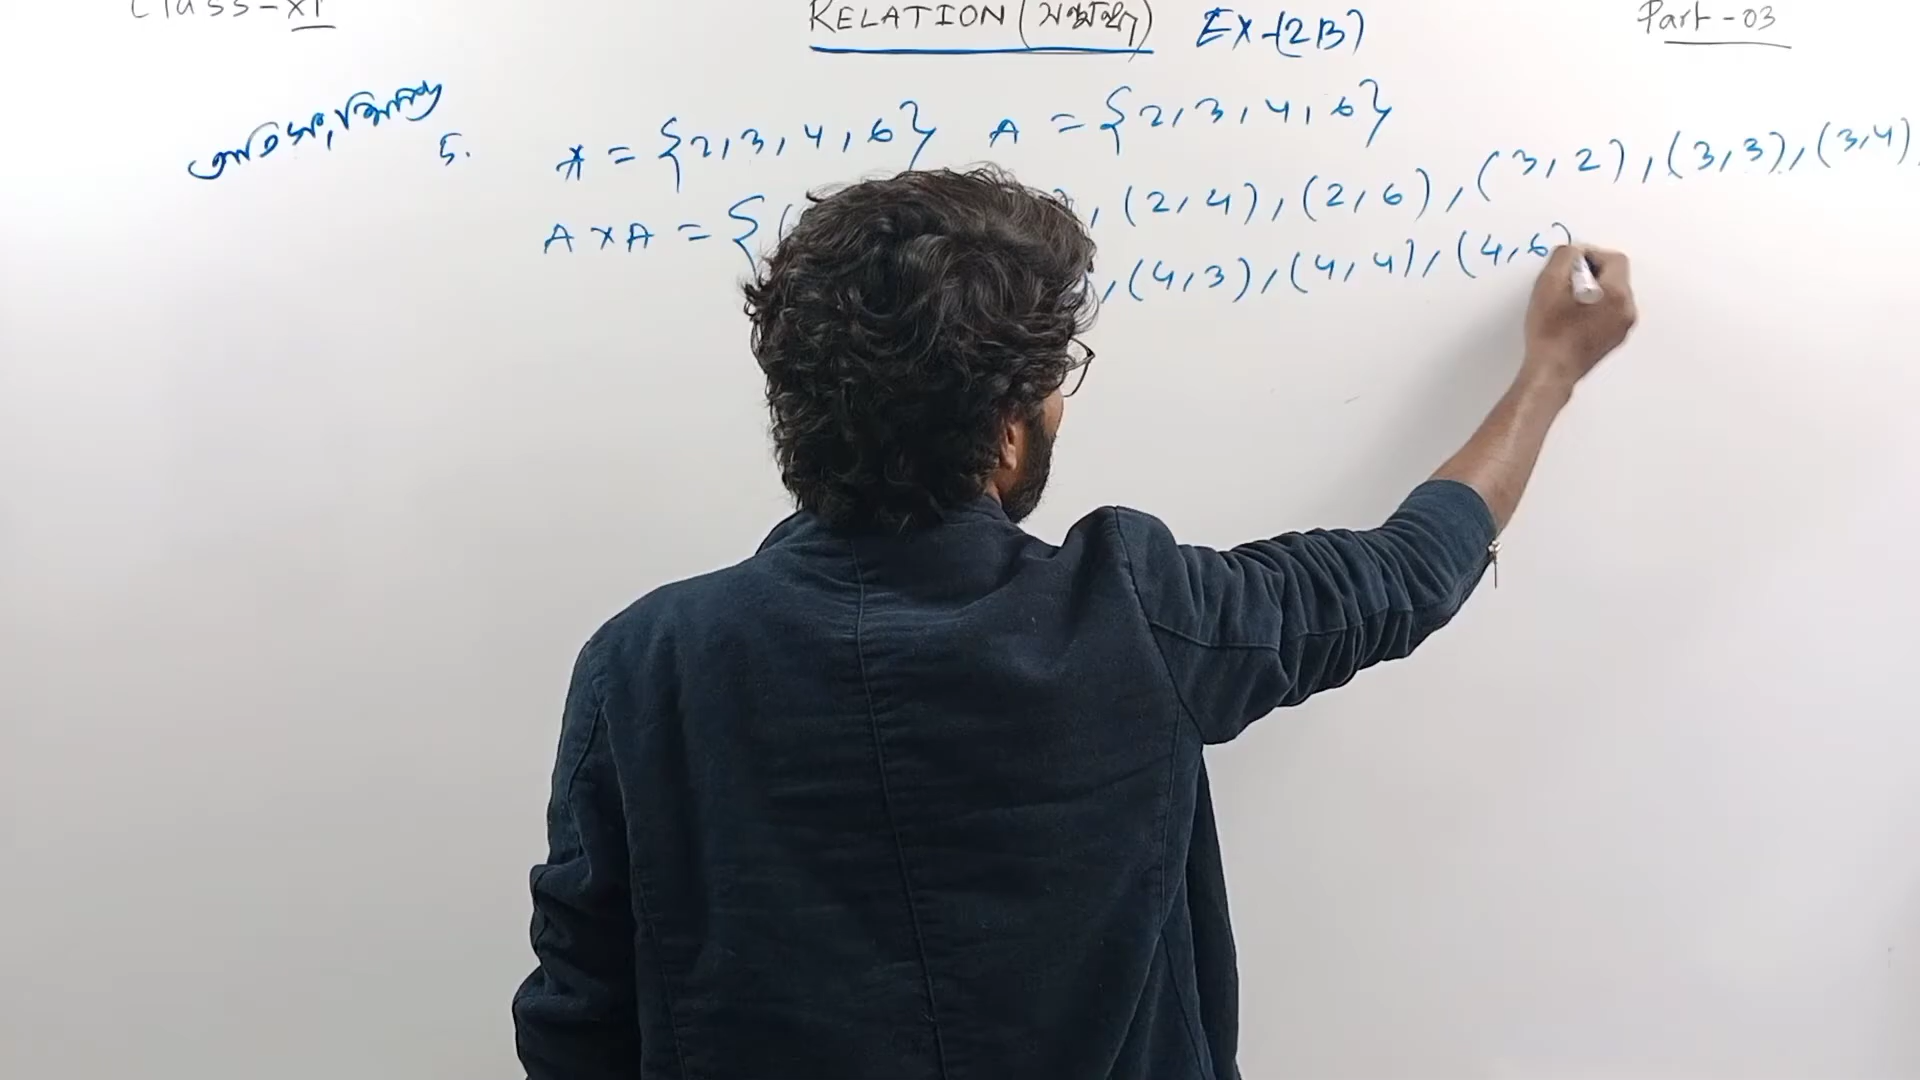 Class-XI
RELATION (সম্বন্ধ) EX-(2B)
Part-03
5. A = {2,3,4,6} A = {2,3,4,6}
A×A = {( , (2,4), (2,6), (3,2), (3,3), (3,4),
, (4,3), (4,4), (4,6)